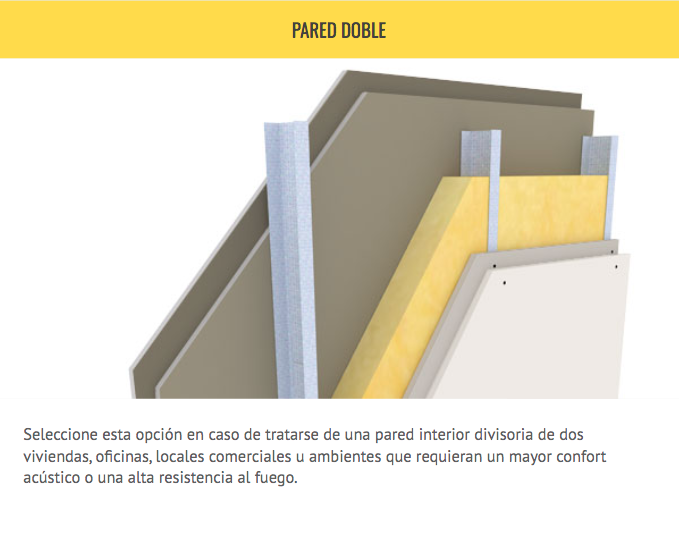 PARED DOBLE
Seleccione esta opción en caso de tratarse de una pared interior divisoria de dos
viviendas, oficinas, locales comerciales u ambientes que requieran un mayor confort
acústico o una alta resistencia al fuego.